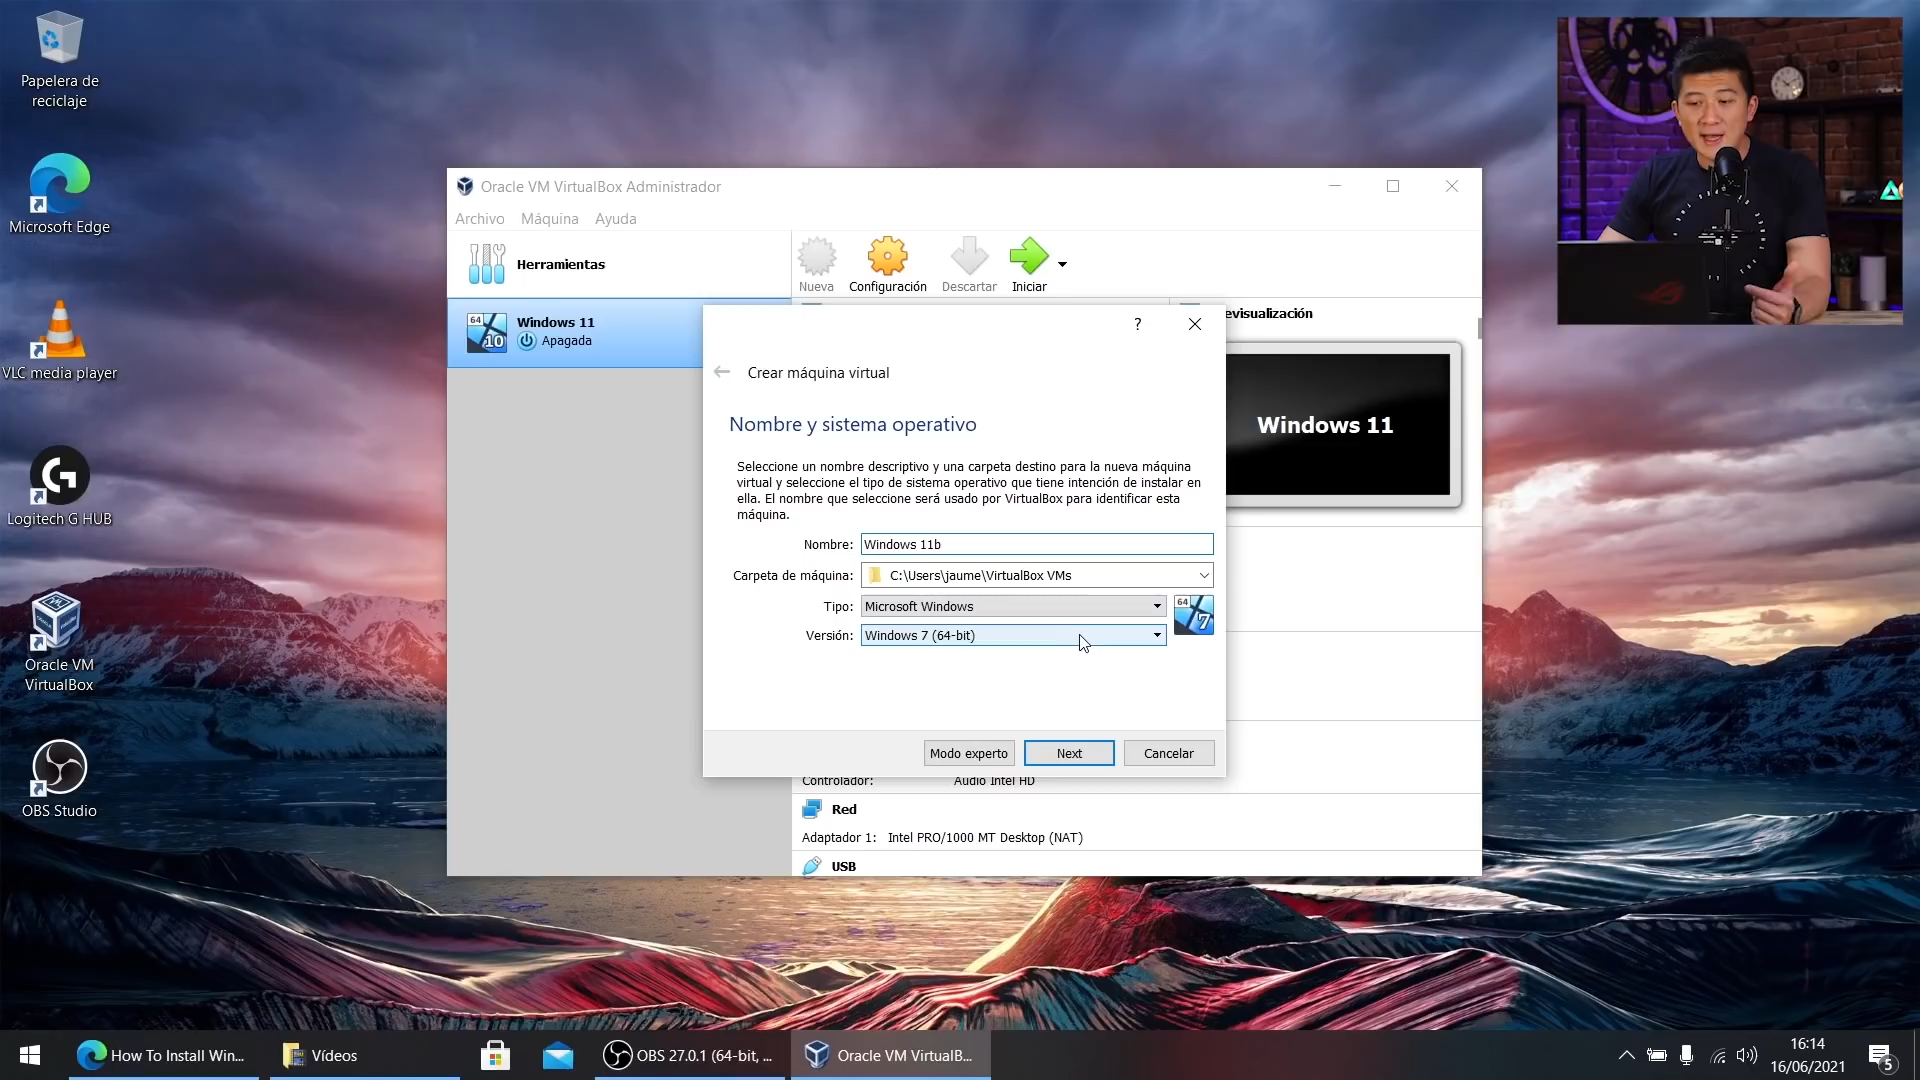 Papelera de
reciclaje
Microsoft Edge
VLC media player
Logitech G HUB
Oracle VM
VirtualBox
OBS Studio
Oracle VM VirtualBox Administrador
Archivo Máquina Ayuda
Herramientas
Nueva Configuración Descartar Iniciar
64
10
Windows 11
Apagada
evisualización
Windows 11
?
Crear máquina virtual
Nombre y sistema operativo
Seleccione un nombre descriptivo y una carpeta destino para la nueva máquina
virtual y seleccione el tipo de sistema operativo que tiene intención de instalar en
ella. El nombre que seleccione será usado por VirtualBox para identificar esta
máquina.
Nombre: Windows 11b
Carpeta de máquina: C:\Users\jaume\VirtualBox VMs
Tipo: Microsoft Windows
64
7
Versión: Windows 7 (64-bit)
Modo experto Next Cancelar
Controlador: Audio Intel HD
Red
Adaptador 1: Intel PRO/1000 MT Desktop (NAT)
USB
How To Install Win...
Vídeos
OBS 27.0.1 (64-bit, ...
Oracle VM VirtualB...
16:14
16/06/2021
5